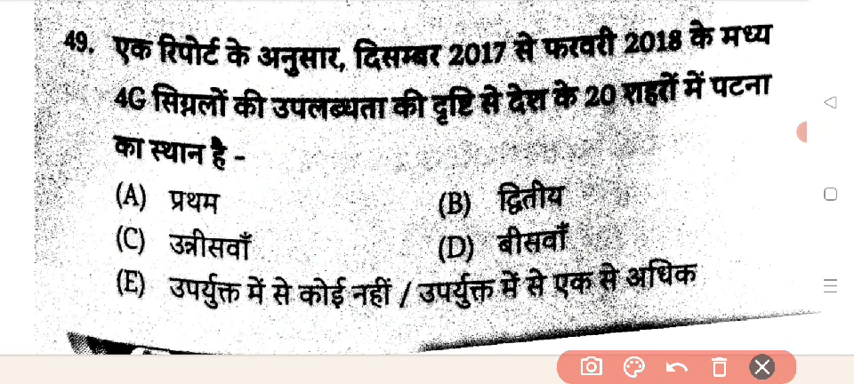 49. एक रिपोर्ट के अनुसार, दिसम्बर 2017 से फरवरी 2018 के मध्य
4G सिग्नलों की उपलब्धता की दृष्टि से देश के 20 शहरों में पटना
का स्थान है -
(A) प्रथम (B) द्वितीय
(C) उन्नीसवाँ (D) बीसवाँ
(E) उपर्युक्त में से कोई नहीं / उपर्युक्त में से एक से अधिक